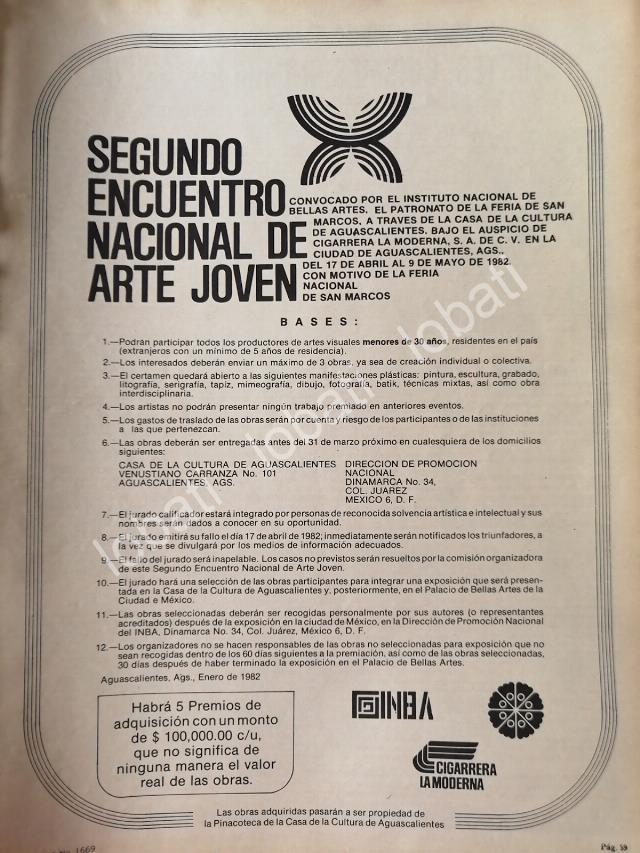 SEGUNDO
ENCUENTRO
NACIONAL DE
ARTE JOVEN
CONVOCADO POR EL INSTITUTO NACIONAL DE
BELLAS ARTES. EL PATRONATO DE LA FERIA DE SAN
MARCOS, A TRAVES DE LA CASA DE LA CULTURA
DE AGUASCALIENTES. BAJO EL AUSPICIO DE
CIGARRERA LA MODERNA, S. A. DE C. V. EN LA
CIUDAD DE AGUASCALIENTES, AGS.,
DEL 17 DE ABRIL AL 9 DE MAYO DE 1982.
CON MOTIVO DE LA FERIA
NACIONAL
DE SAN MARCOS
BASES:
1.—Podrán participar todos los productores de artes visuales menores de 30 años, residentes en el país
(extranjeros con un mínimo de 5 años de residencia).
2.—Los interesados deberán enviar un máximo de 3 obras, ya sea de creación individual o colectiva.
3.—El certamen quedará abierto a las siguientes manifestaciones plásticas: pintura, escultura, grabado,
litografía, serigrafía, tapiz, mimeografía, dibujo, fotografía, batik, técnicas mixtas, así como obra
interdisciplinaria.
4.—Los artistas no podrán presentar ningún trabajo premiado en anteriores eventos.
5.—Los gastos de traslado de las obras serán por cuenta y riesgo de los participantes o de las instituciones
a las que pertenezcan.
6.—Las obras deberán ser entregadas antes del 31 de marzo próximo en cualesquiera de los domicilios
siguientes:
CASA DE LA CULTURA DE AGUASCALIENTES
VENUSTIANO CARRANZA No. 101
AGUASCALIENTES, AGS.
DIRECCION DE PROMOCION
NACIONAL
DINAMARCA No. 34,
COL. JUAREZ
MEXICO 6, D. F.
7.—El jurado calificador estará integrado por personas de reconocida solvencia artística e intelectual y sus
nombres serán dados a conocer en su oportunidad.
8.—El jurado emitirá su fallo el día 17 de abril de 1982; inmediatamente serán notificados los triunfadores, a
la vez que se divulgará por los medios de información adecuados.
9.—El fallo del jurado será inapelable. Los casos no previstos serán resueltos por la comisión organizadora
de este Segundo Encuentro Nacional de Arte Joven.
10.—El jurado hará una selección de las obras participantes para integrar una exposición que será presen-
tada en la Casa de la Cultura de Aguascalientes y, posteriormente, en el Palacio de Bellas Artes de la
Ciudad e México.
11.—Las obras seleccionadas deberán ser recogidas personalmente por sus autores (o representantes
acreditados) después de la exposición en la ciudad de México, en la Dirección de Promoción Nacional
del INBA, Dinamarca No. 34, Col. Juárez, México 6, D. F.
12.—Los organizadores no se hacen responsables de las obras no seleccionadas para exposición que no
sean recogidas dentro de los 60 días siguientes a la premiación, así como de las obras seleccionadas,
30 días después de haber terminado la exposición en el Palacio de Bellas Artes.
Aguascalientes, Ags., Enero de 1982
Habrá 5 Premios de
adquisición con un monto
de $ 100,000.00 c/u,
que no significa de
ninguna manera el valor
real de las obras.
INBA
CIGARRERA
LA MODERNA
Las obras adquiridas pasarán a ser propiedad de
la Pinacoteca de la Casa de la Cultura de Aguascalientes
1669
Pág. 59
lobati lobati lobati